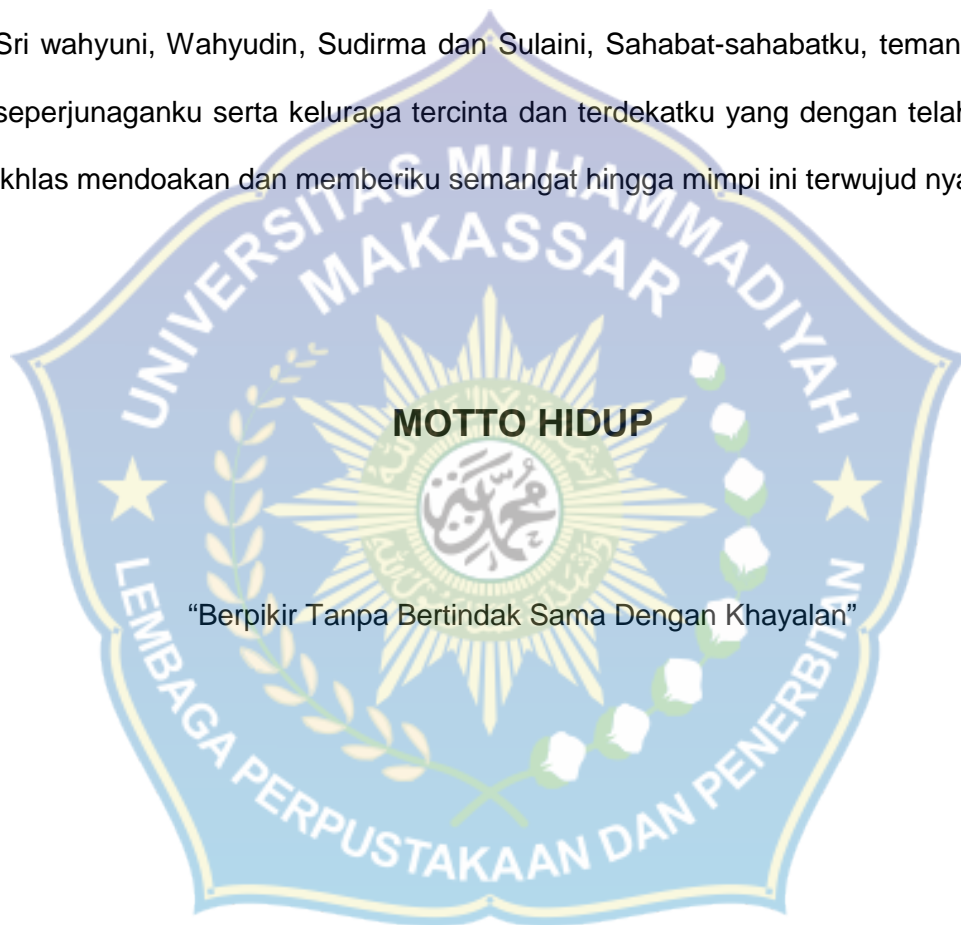 Sri wahyuni, Wahyudin, Sudirma dan Sulaini, Sahabat-sahabatku, teman
seperjunaganku serta keluraga tercinta dan terdekatku yang dengan telah
khlas mendoakan dan memberiku semangat hingga mimpi ini terwujud nya
UNIVERSITAS MUHAMMADIYAH
MAKASSAR
MOTTO HIDUP
محمد
“Berpikir Tanpa Bertindak Sama Dengan Khayalan”
LEMBAGA PERPUSTAKAAN DAN PENERBITAN